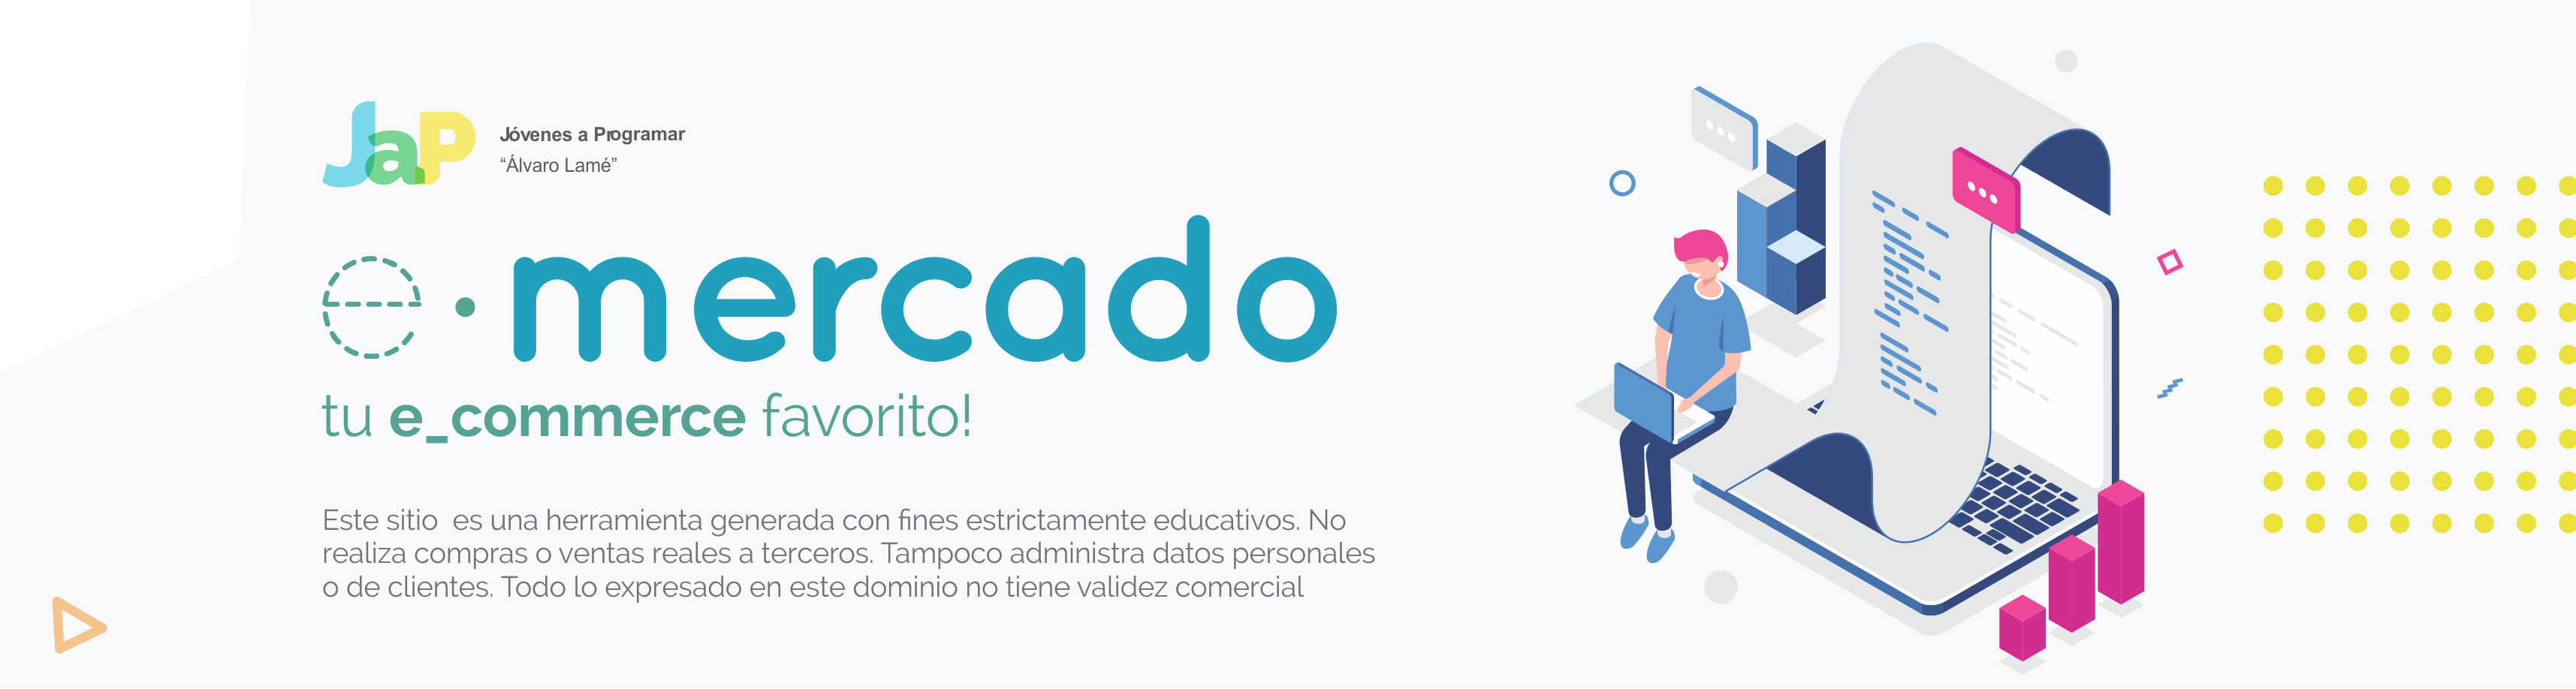 JaP
Jóvenes a Programar
“Álvaro Lamé”
e • mercado
tu e_commerce favorito!
Este sitio  es una herramienta generada con fines estrictamente educativos. No
realiza compras o ventas reales a terceros. Tampoco administra datos personales
o de clientes. Todo lo expresado en este dominio no tiene validez comercial